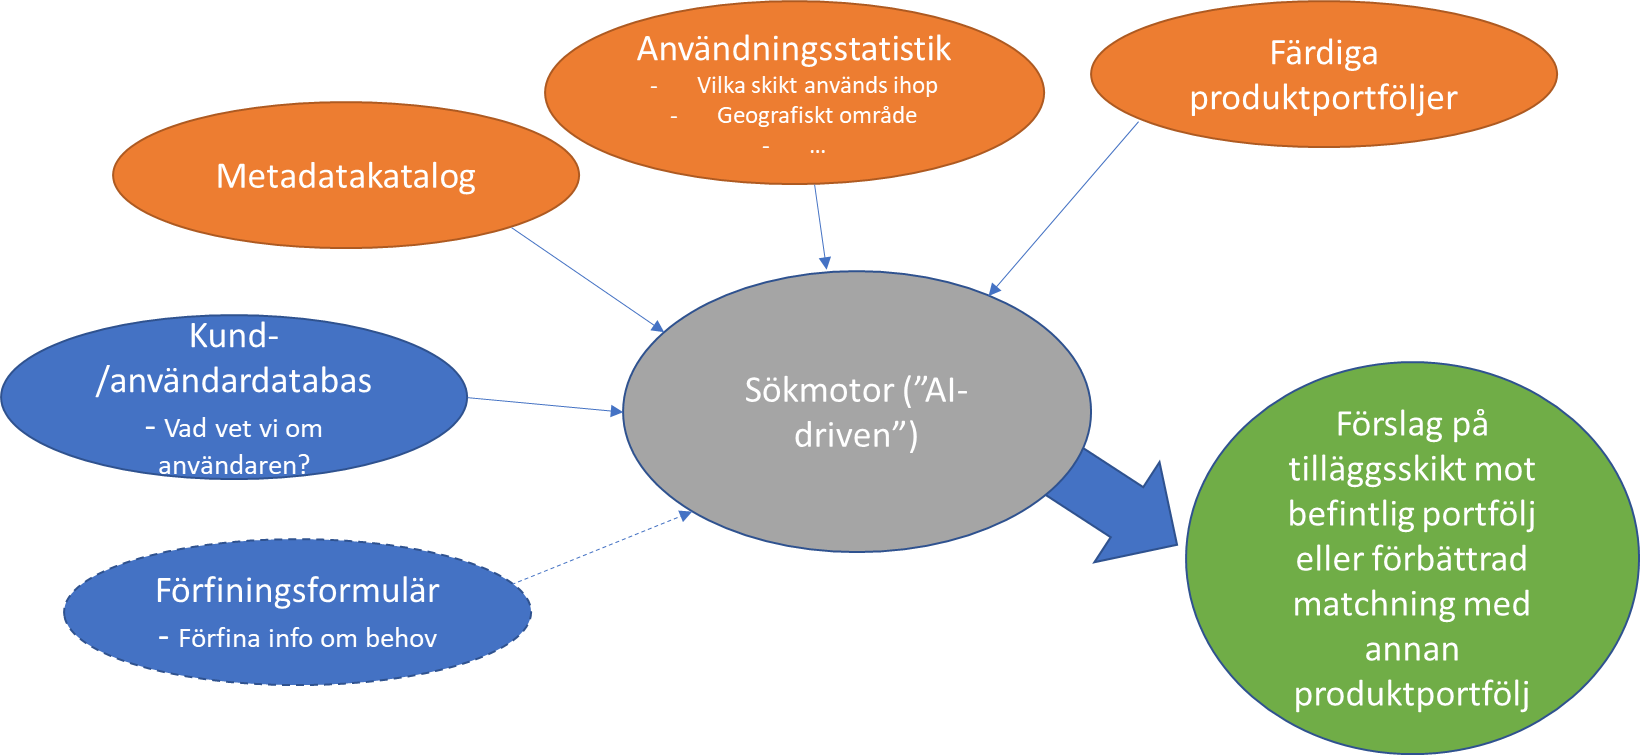 Användningsstatistik
- Vilka skikt används ihop
- Geografiskt område
- ...
Färdiga
produktportföljer
Metadatakatalog
Kund-
/användardatabas
- Vad vet vi om
användaren?
Sökmotor (”AI-
driven”)
Förfiningsformulär
- Förfina info om behov
Förslag på
tilläggsskikt mot
befintlig portfölj
eller förbättrad
matchning med
annan
produktportfölj